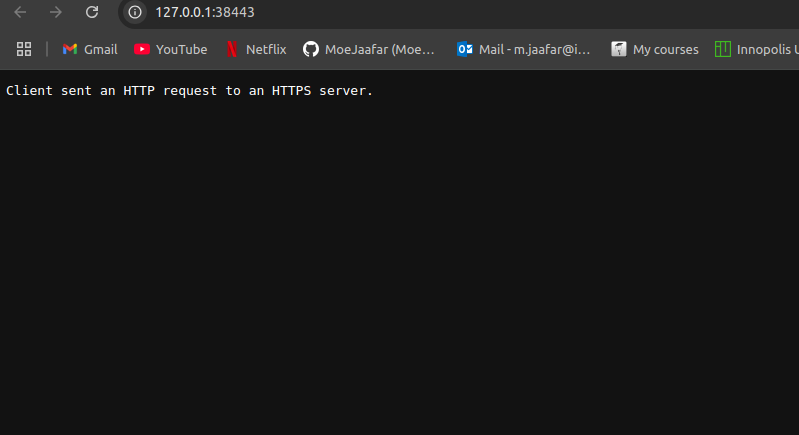 127.0.0.1:38443
Gmail YouTube Netflix MoeJaafar (Moe... Mail - m.jaafar@i... My courses Innopolis U
Client sent an HTTP request to an HTTPS server.